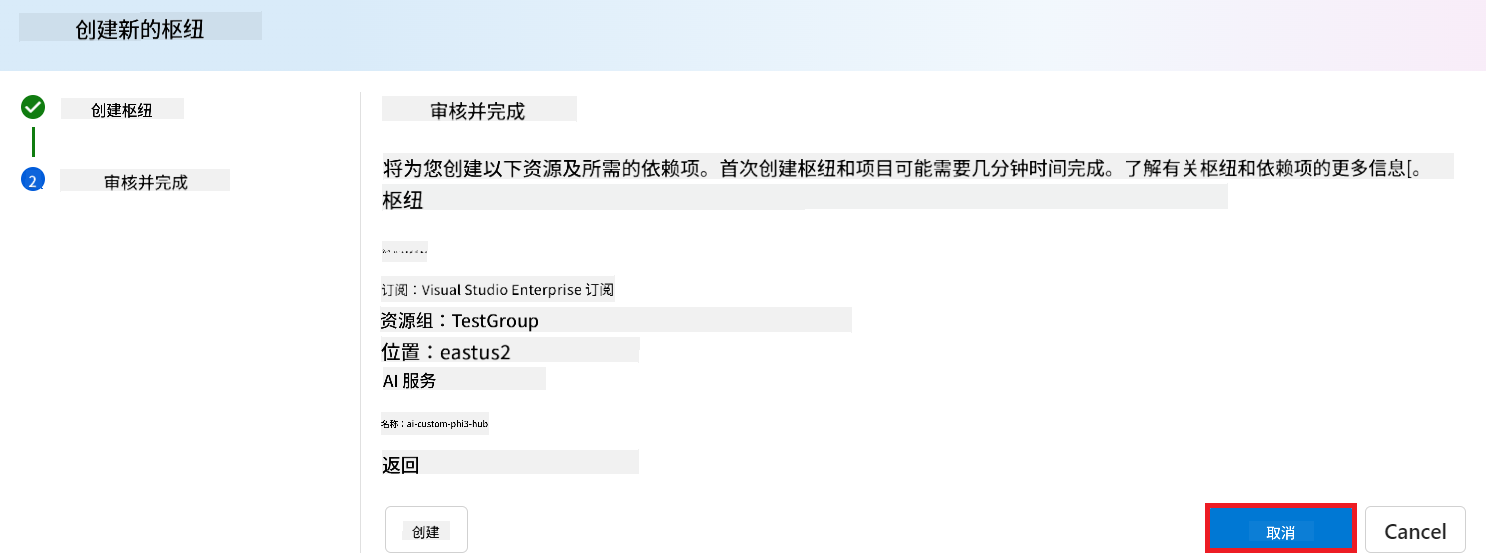 创建新的枢纽
创建枢纽
2
审核并完成
审核并完成
将为您创建以下资源及所需的依赖项。首次创建枢纽和项目可能需要几分钟时间完成。了解有关枢纽和依赖项的更多信息[。
枢纽
订阅：Visual Studio Enterprise 订阅
资源组：TestGroup
位置：eastus2
AI 服务
名称：ai-custom-phi3-hub
返回
创建
取消
Cancel